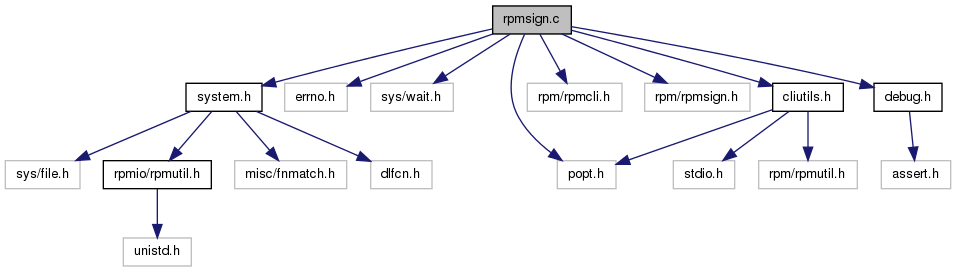 rpmsign.c
system.h
errno.h
sys/wait.h
rpm/rpmcli.h
rpm/rpmsign.h
cliutils.h
debug.h
sys/file.h
rpmio/rpmutil.h
misc/fnmatch.h
dlfcn.h
popt.h
stdio.h
rpm/rpmutil.h
assert.h
unistd.h